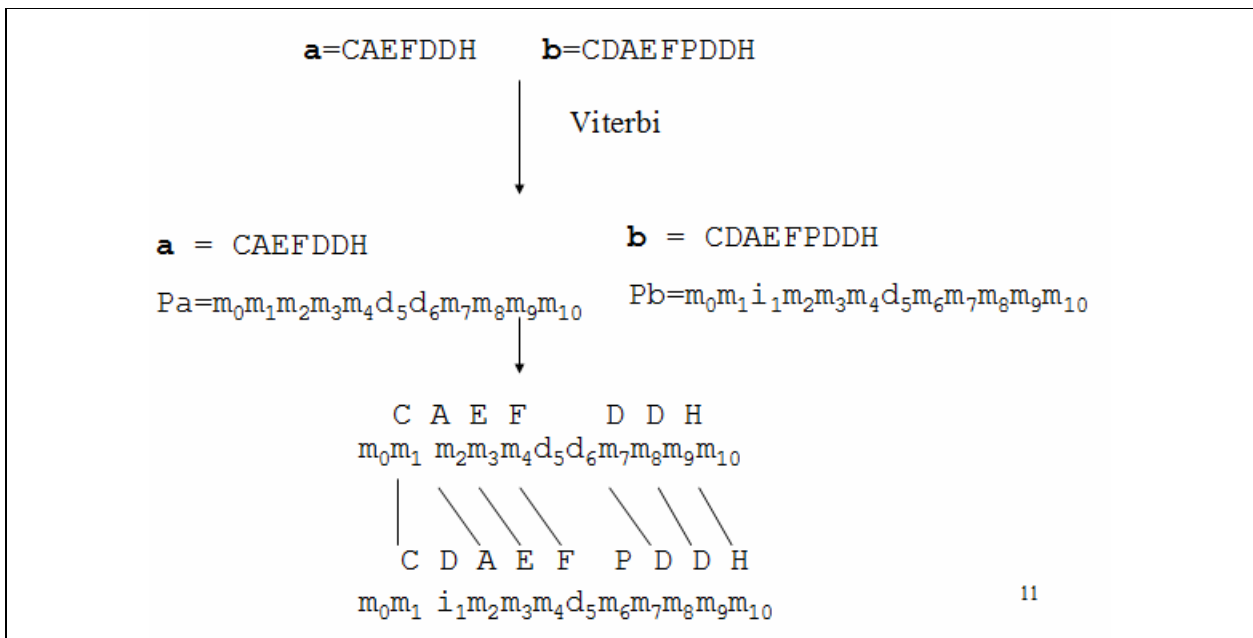 a=CAEFDDH b=CDAEFPDDH
Viterbi
a = CAEFDDH
b = CDAEFPDDH
Pa=m₀m₁m₂m₃m₄d₅d₆m₇m₈m₉m₁₀
Pb=m₀m₁i₁m₂m₃m₄d₅m₆m₇m₈m₉m₁₀
C A E F D D H
m₀m₁ m₂m₃m₄d₅d₆m₇m₈m₉m₁₀
C D A E F P D D H
m₀m₁ i₁m₂m₃m₄d₅m₆m₇m₈m₉m₁₀
11